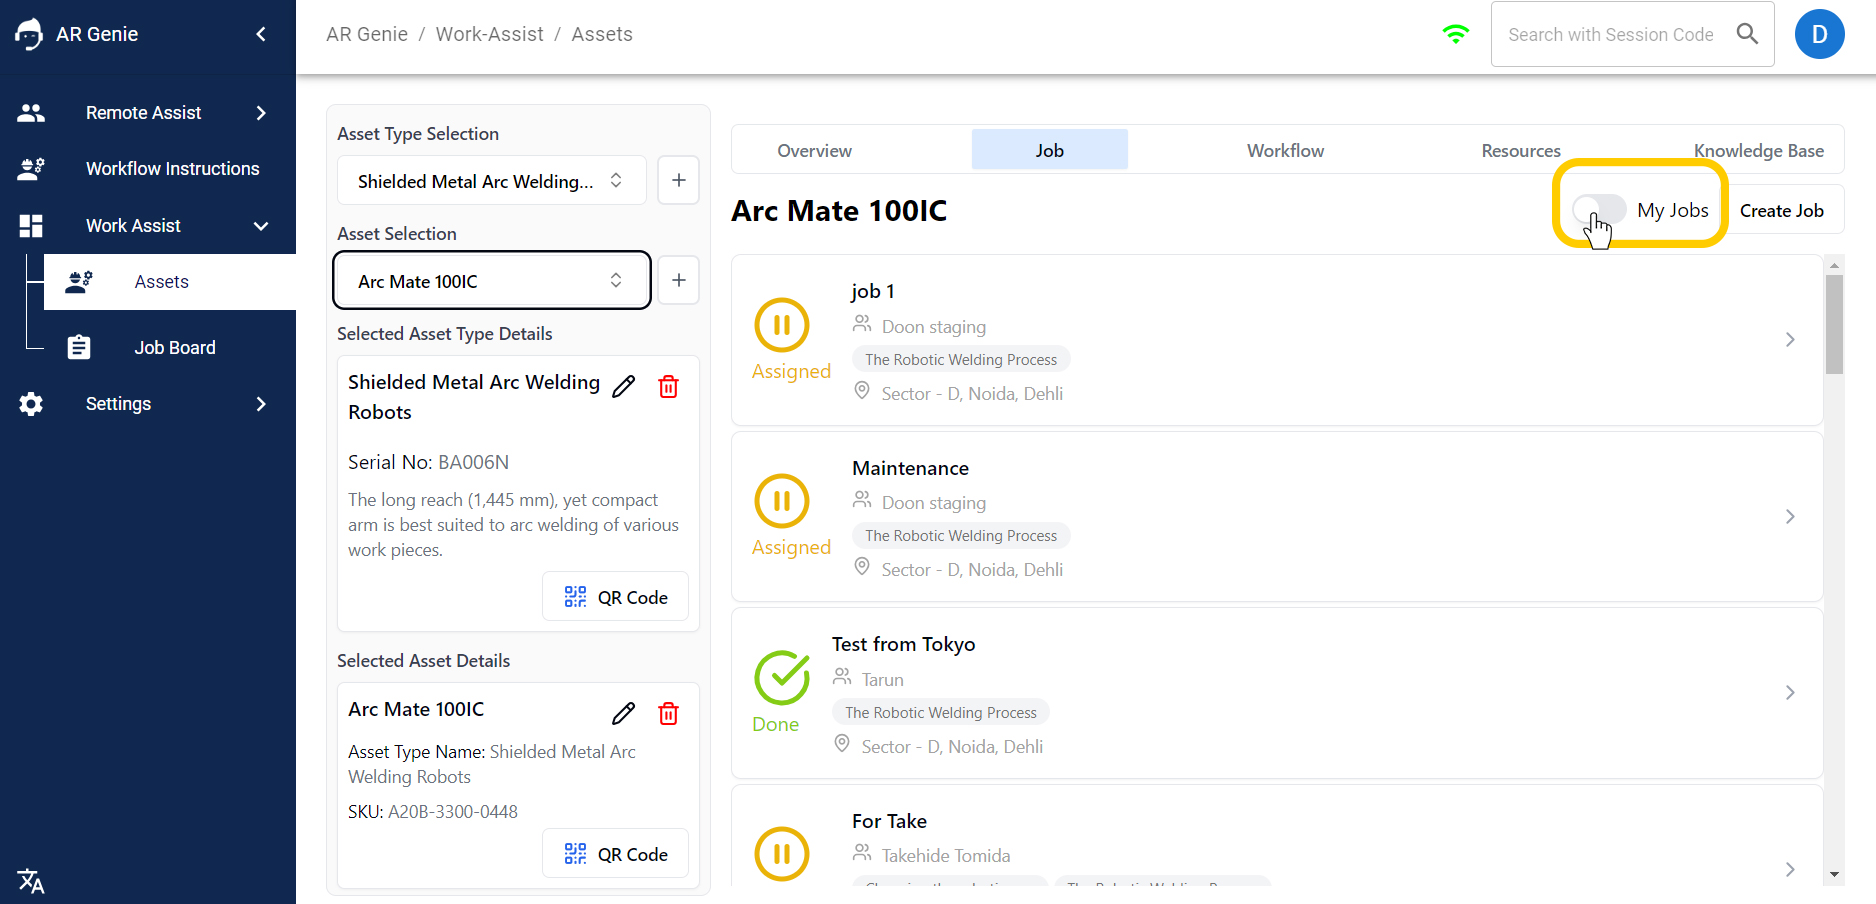 AR Genie
AR Genie / Work-Assist / Assets
Search with Session Code
D
Remote Assist
Workflow Instructions
Work Assist
Assets
Job Board
Settings
Asset Type Selection
Shielded Metal Arc Welding...
Asset Selection
Arc Mate 100IC
Selected Asset Type Details
Shielded Metal Arc Welding
Robots
Serial No: BA006N
The long reach (1,445 mm), yet compact
arm is best suited to arc welding of various
work pieces.
QR Code
Selected Asset Details
Arc Mate 100IC
Asset Type Name: Shielded Metal Arc
Welding Robots
SKU: A20B-3300-0448
QR Code
Overview Job Workflow Resources Knowledge Base
Arc Mate 100IC
My Jobs
Create Job
job 1
Doon staging
The Robotic Welding Process
Sector - D, Noida, Dehli
Assigned
Maintenance
Doon staging
The Robotic Welding Process
Sector - D, Noida, Dehli
Assigned
Test from Tokyo
Tarun
The Robotic Welding Process
Sector - D, Noida, Dehli
Done
For Take
Takehide Tomida